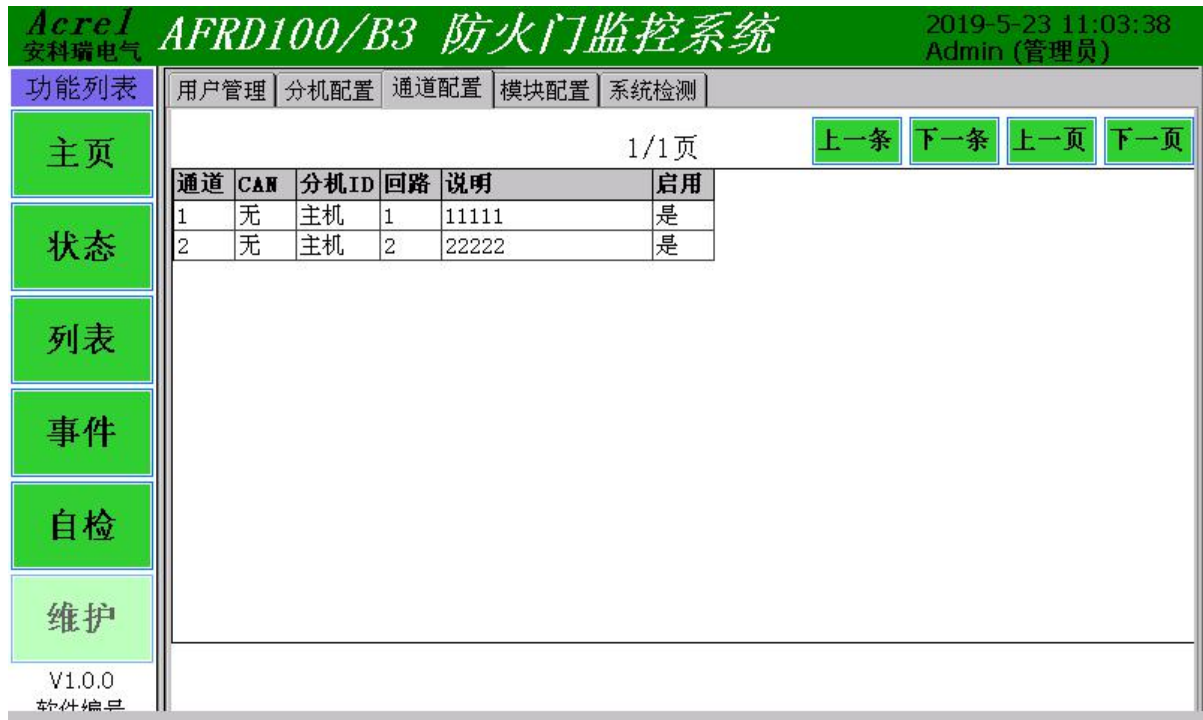 Acrel
安科瑞电气
AFRD100/B3 防火门监控系统
2019-5-23 11:03:38
Admin (管理员)
功能列表
主页
状态
列表
事件
自检
维护
V1.0.0
软件编号
用户管理 分机配置 通道配置 模块配置 系统检测
1/1页 上一条 下一条 上一页 下一页
通道 CAN 分机ID 回路 说明 启用
1 无 主机 1 11111 是
2 无 主机 2 22222 是